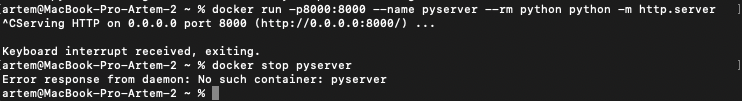 [artem@MacBook-Pro-Artem-2 ~ % docker run -p8000:8000 --name pyserver --rm python python -m http.server ]
^CServing HTTP on 0.0.0.0 port 8000 (http://0.0.0.0:8000/) ...
Keyboard interrupt received, exiting.
[artem@MacBook-Pro-Artem-2 ~ % docker stop pyserver ]
Error response from daemon: No such container: pyserver
artem@MacBook-Pro-Artem-2 ~ %